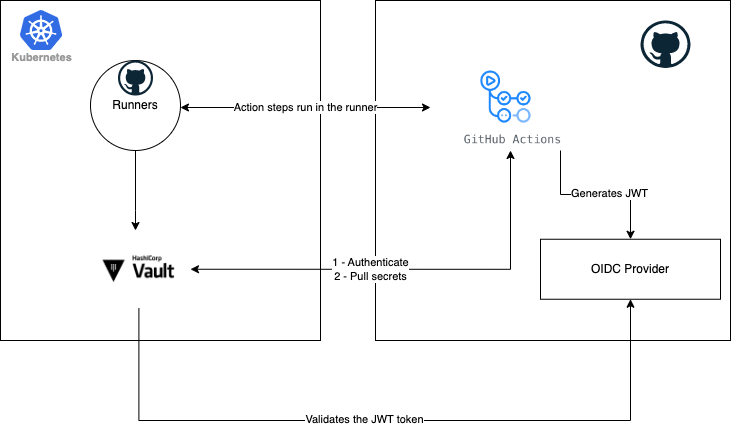 Kubernetes
Runners
Action steps run in the runner
GitHub Actions
Generates JWT
HashiCorp
Vault
1 - Authenticate
2 - Pull secrets
OIDC Provider
Validates the JWT token